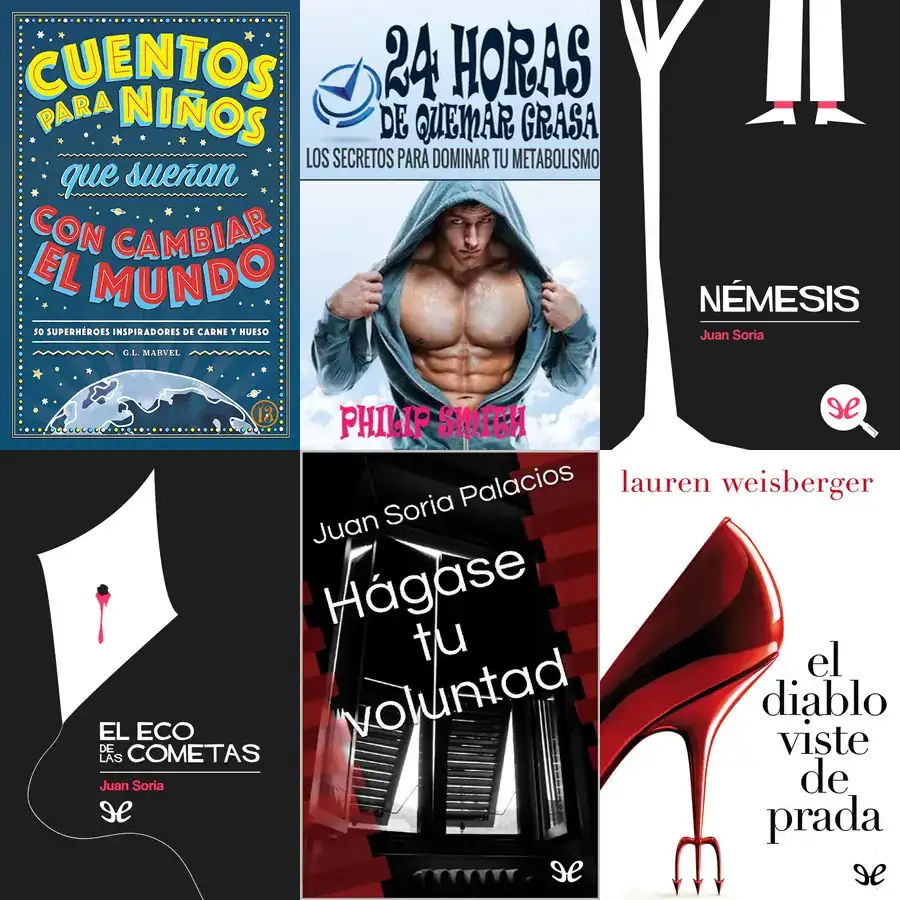 CUENTOS
PARA NIÑOS
que sueñan
CON CAMBIAR
EL MUNDO
50 SUPERHÉROES INSPIRADORES DE CARNE Y HUESO
G.L. MARVEL
13
24 HORAS
DE QUEMAR GRASA
LOS SECRETOS PARA DOMINAR TU METABOLISMO
PHILIP SMITH
NÉMESIS
Juan Soria
EL ECO
DE LAS COMETAS
Juan Soria
Juan Soria Palacios
Hágase
tu
voluntad
lauren weisberger
el
diablo
viste
de
prada